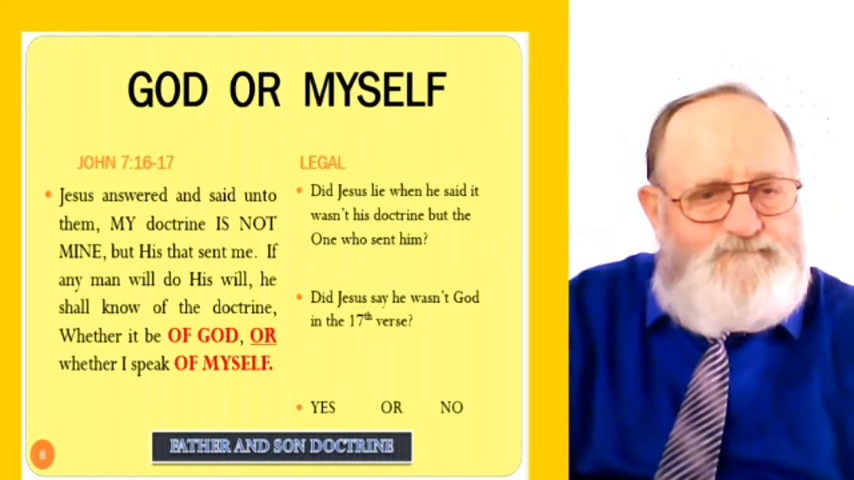 GOD OR MYSELF
JOHN 7:16-17
• Jesus answered and said unto
them, MY doctrine IS NOT
MINE, but His that sent me. If
any man will do His will, he
shall know of the doctrine,
Whether it be OF GOD, OR
whether I speak OF MYSELF.
LEGAL
• Did Jesus lie when he said it
wasn't his doctrine but the
One who sent him?
• Did Jesus say he wasn't God
in the 17th verse?
• YES OR NO
FATHER AND SON DOCTRINE
8